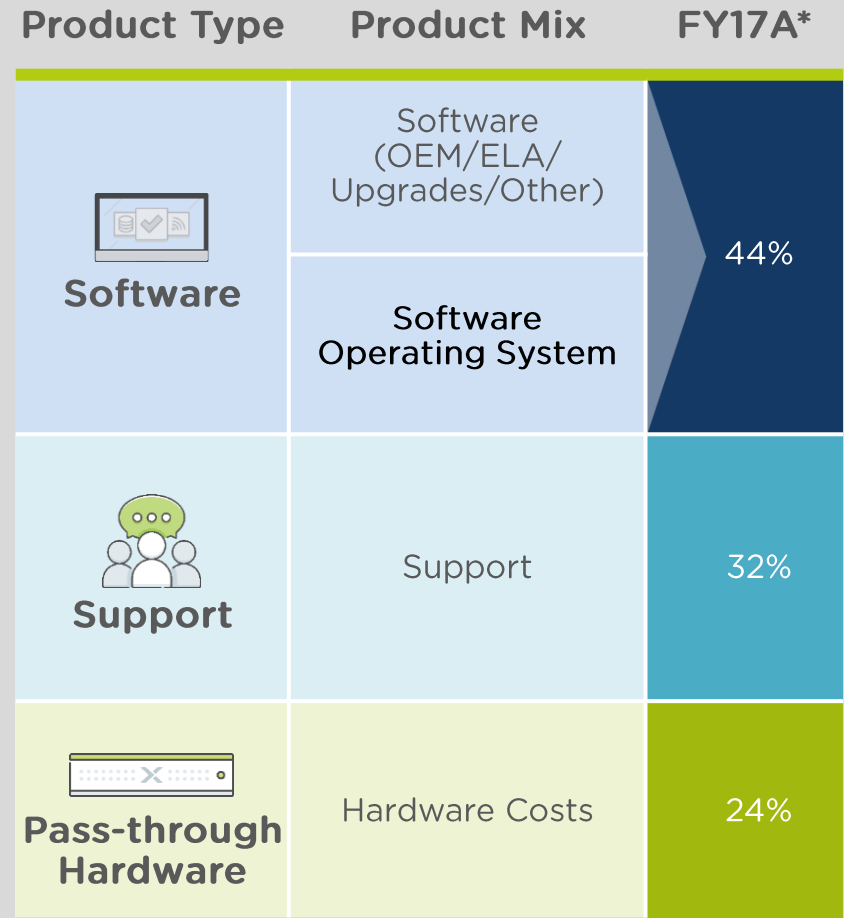 Product Type Product Mix FY17A*
Software
(OEM/ELA/
Upgrades/Other)
Software
Software
Operating System
44%
Support
Support
32%
Pass-through
Hardware
Hardware Costs
24%